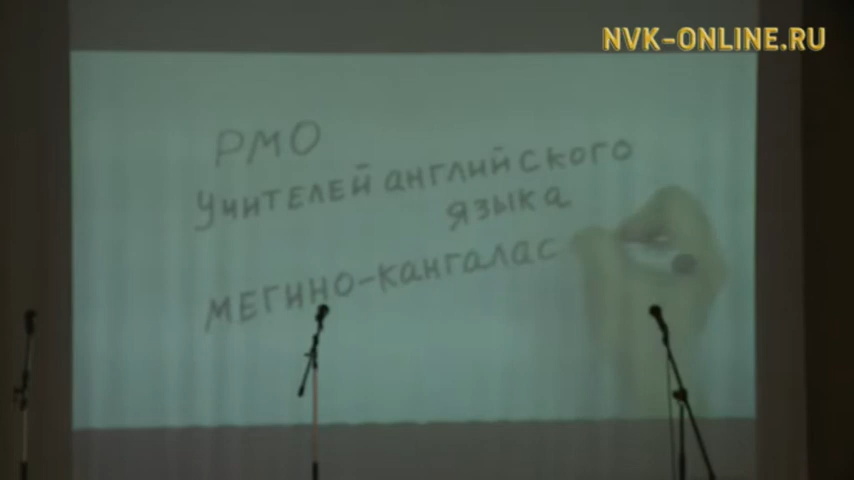 NVK-ONLINE.RU
РМО
УЧИТЕЛЕЙ АНГЛИЙСКОГО
ЯЗЫКА
МЕГИНО-КАНГАЛАС